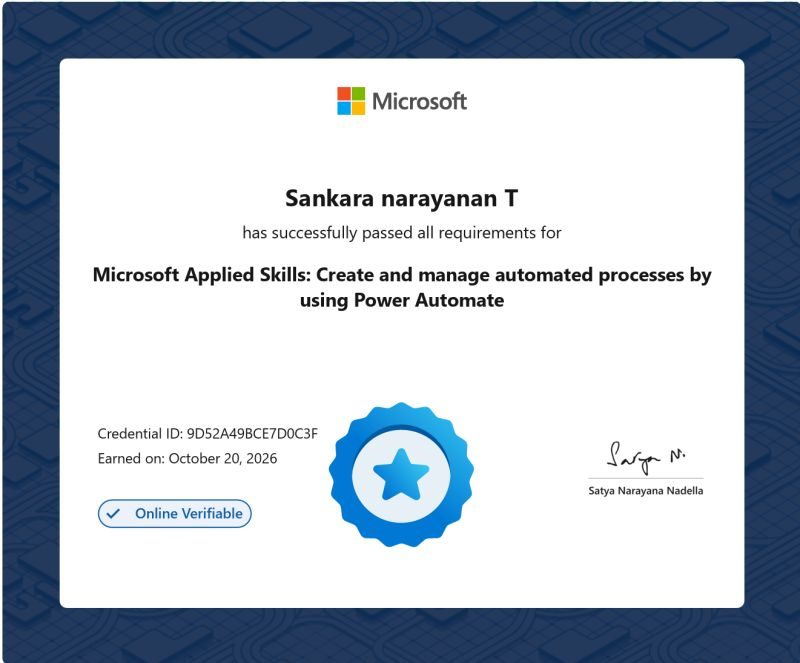 Microsoft
Sankara narayanan T
has successfully passed all requirements for
Microsoft Applied Skills: Create and manage automated processes by
using Power Automate
Credential ID: 9D52A49BCE7D0C3F
Earned on: October 20, 2026
Online Verifiable
Satya N.
Satya Narayana Nadella